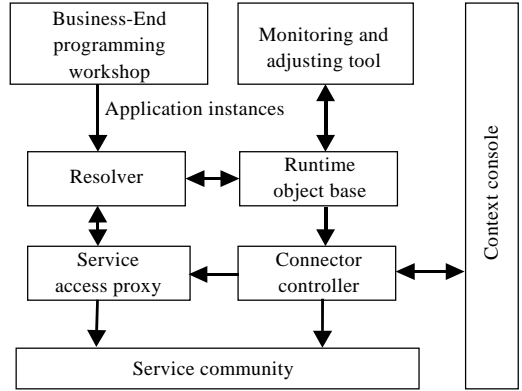 Business-End
programming
workshop
Monitoring and
adjusting tool
Application instances
Resolver
Runtime
object base
Service
access proxy
Connector
controller
Service community
Context console